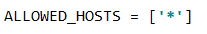 ALLOWED_HOSTS = ['*']